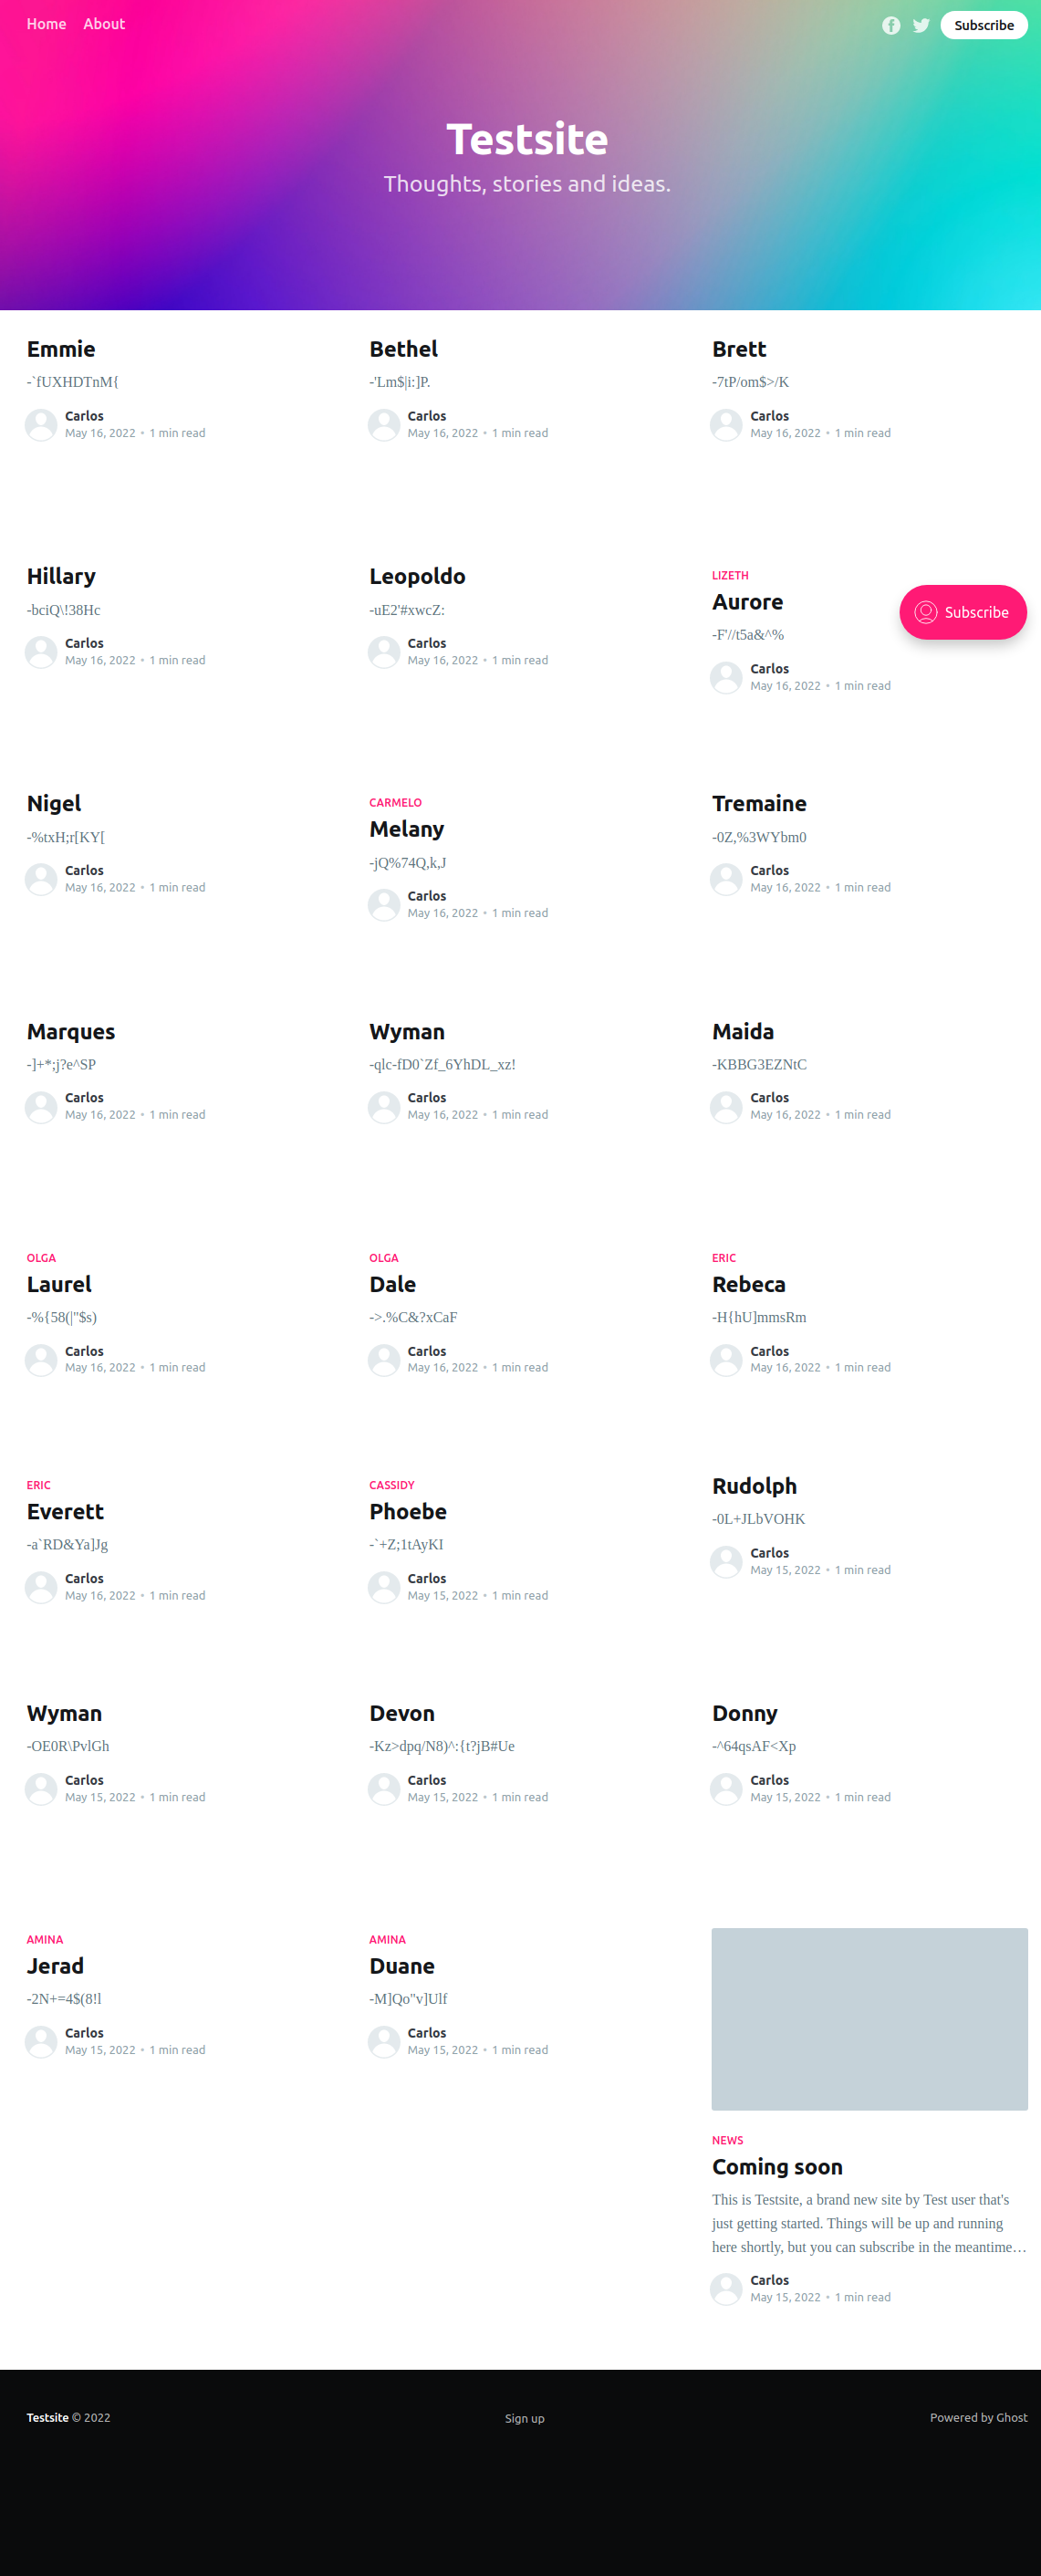 Home About Subscribe
Testsite
Thoughts, stories and ideas.
Emmie
-`fUXHDTnM{
Carlos
May 16, 2022 • 1 min read
Bethel
-'Lm$|i:]P.
Carlos
May 16, 2022 • 1 min read
Brett
-7tP/om$>/K
Carlos
May 16, 2022 • 1 min read
Hillary
-bciQ\!38Hc
Carlos
May 16, 2022 • 1 min read
Leopoldo
-uE2'#xwcZ:
Carlos
May 16, 2022 • 1 min read
LIZETH
Aurore
-F'//t5a&^%
Carlos
May 16, 2022 • 1 min read
Subscribe
Nigel
-%txH;r[KY[
Carlos
May 16, 2022 • 1 min read
CARMELO
Melany
-jQ%74Q,k,J
Carlos
May 16, 2022 • 1 min read
Tremaine
-0Z,%3WYbm0
Carlos
May 16, 2022 • 1 min read
Marques
-]+*;j?e^SP
Carlos
May 16, 2022 • 1 min read
Wyman
-qlc-fD0`Zf_6YhDL_xz!
Carlos
May 16, 2022 • 1 min read
Maida
-KBBG3EZNtC
Carlos
May 16, 2022 • 1 min read
OLGA
Laurel
-%{58(|"$s)
Carlos
May 16, 2022 • 1 min read
OLGA
Dale
->.%C&?xCaF
Carlos
May 16, 2022 • 1 min read
ERIC
Rebeca
-H{hU]mmsRm
Carlos
May 16, 2022 • 1 min read
ERIC
Everett
-a`RD&Ya]Jg
Carlos
May 16, 2022 • 1 min read
CASSIDY
Phoebe
-`+Z;1tAyKI
Carlos
May 15, 2022 • 1 min read
Rudolph
-0L+JLbVOHK
Carlos
May 15, 2022 • 1 min read
Wyman
-OE0R\PvlGh
Carlos
May 15, 2022 • 1 min read
Devon
-Kz>dpq/N8)^:{t?jB#Ue
Carlos
May 15, 2022 • 1 min read
Donny
-^64qsAF<Xp
Carlos
May 15, 2022 • 1 min read
AMINA
Jerad
-2N+=4$(8!l
Carlos
May 15, 2022 • 1 min read
AMINA
Duane
-M]Qo"v]Ulf
Carlos
May 15, 2022 • 1 min read
NEWS
Coming soon
This is Testsite, a brand new site by Test user that's
just getting started. Things will be up and running
here shortly, but you can subscribe in the meantime…
Carlos
May 15, 2022 • 1 min read
Testsite © 2022
Sign up
Powered by Ghost